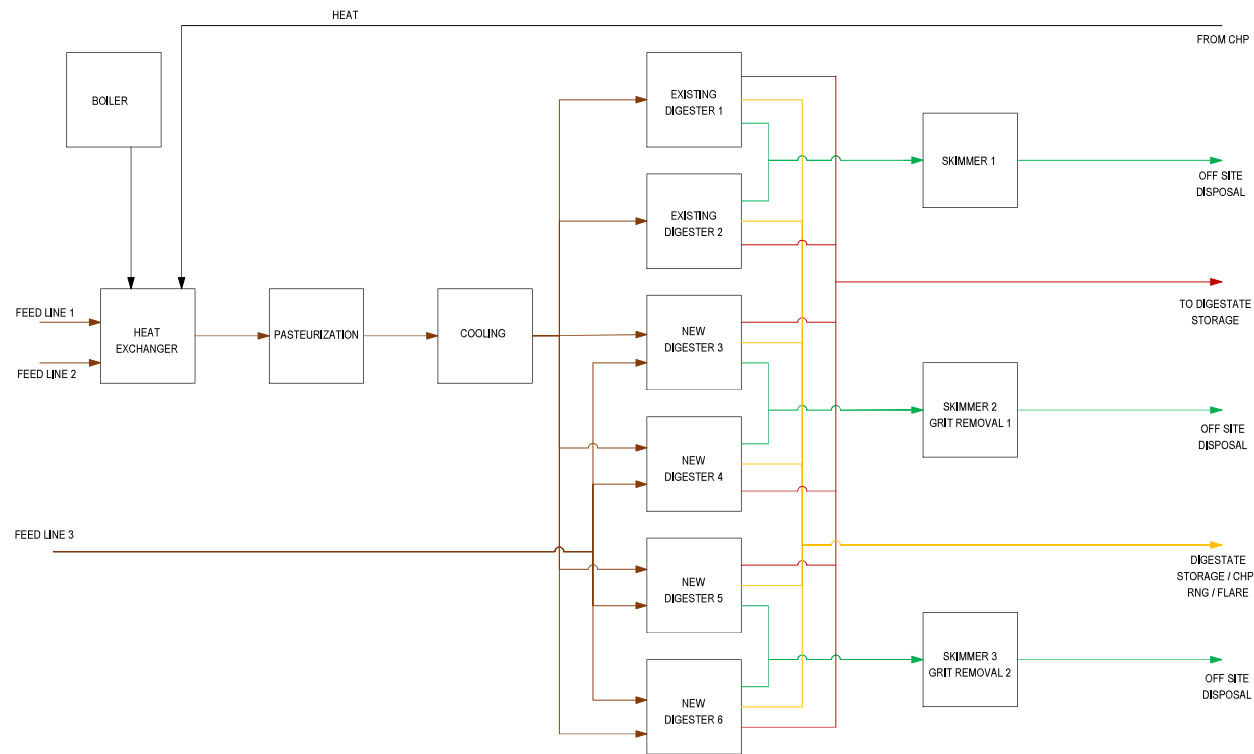 HEAT
FROM CHP
BOILER
EXISTING
DIGESTER 1
SKIMMER 1
OFF SITE
DISPOSAL
EXISTING
DIGESTER 2
FEED LINE 1
FEED LINE 2
HEAT
EXCHANGER
PASTEURIZATION
COOLING
NEW
DIGESTER 3
TO DIGESTATE
STORAGE
SKIMMER 2
GRIT REMOVAL 1
OFF SITE
DISPOSAL
NEW
DIGESTER 4
FEED LINE 3
NEW
DIGESTER 5
DIGESTATE
STORAGE / CHP
RNG / FLARE
SKIMMER 3
GRIT REMOVAL 2
OFF SITE
DISPOSAL
NEW
DIGESTER 6